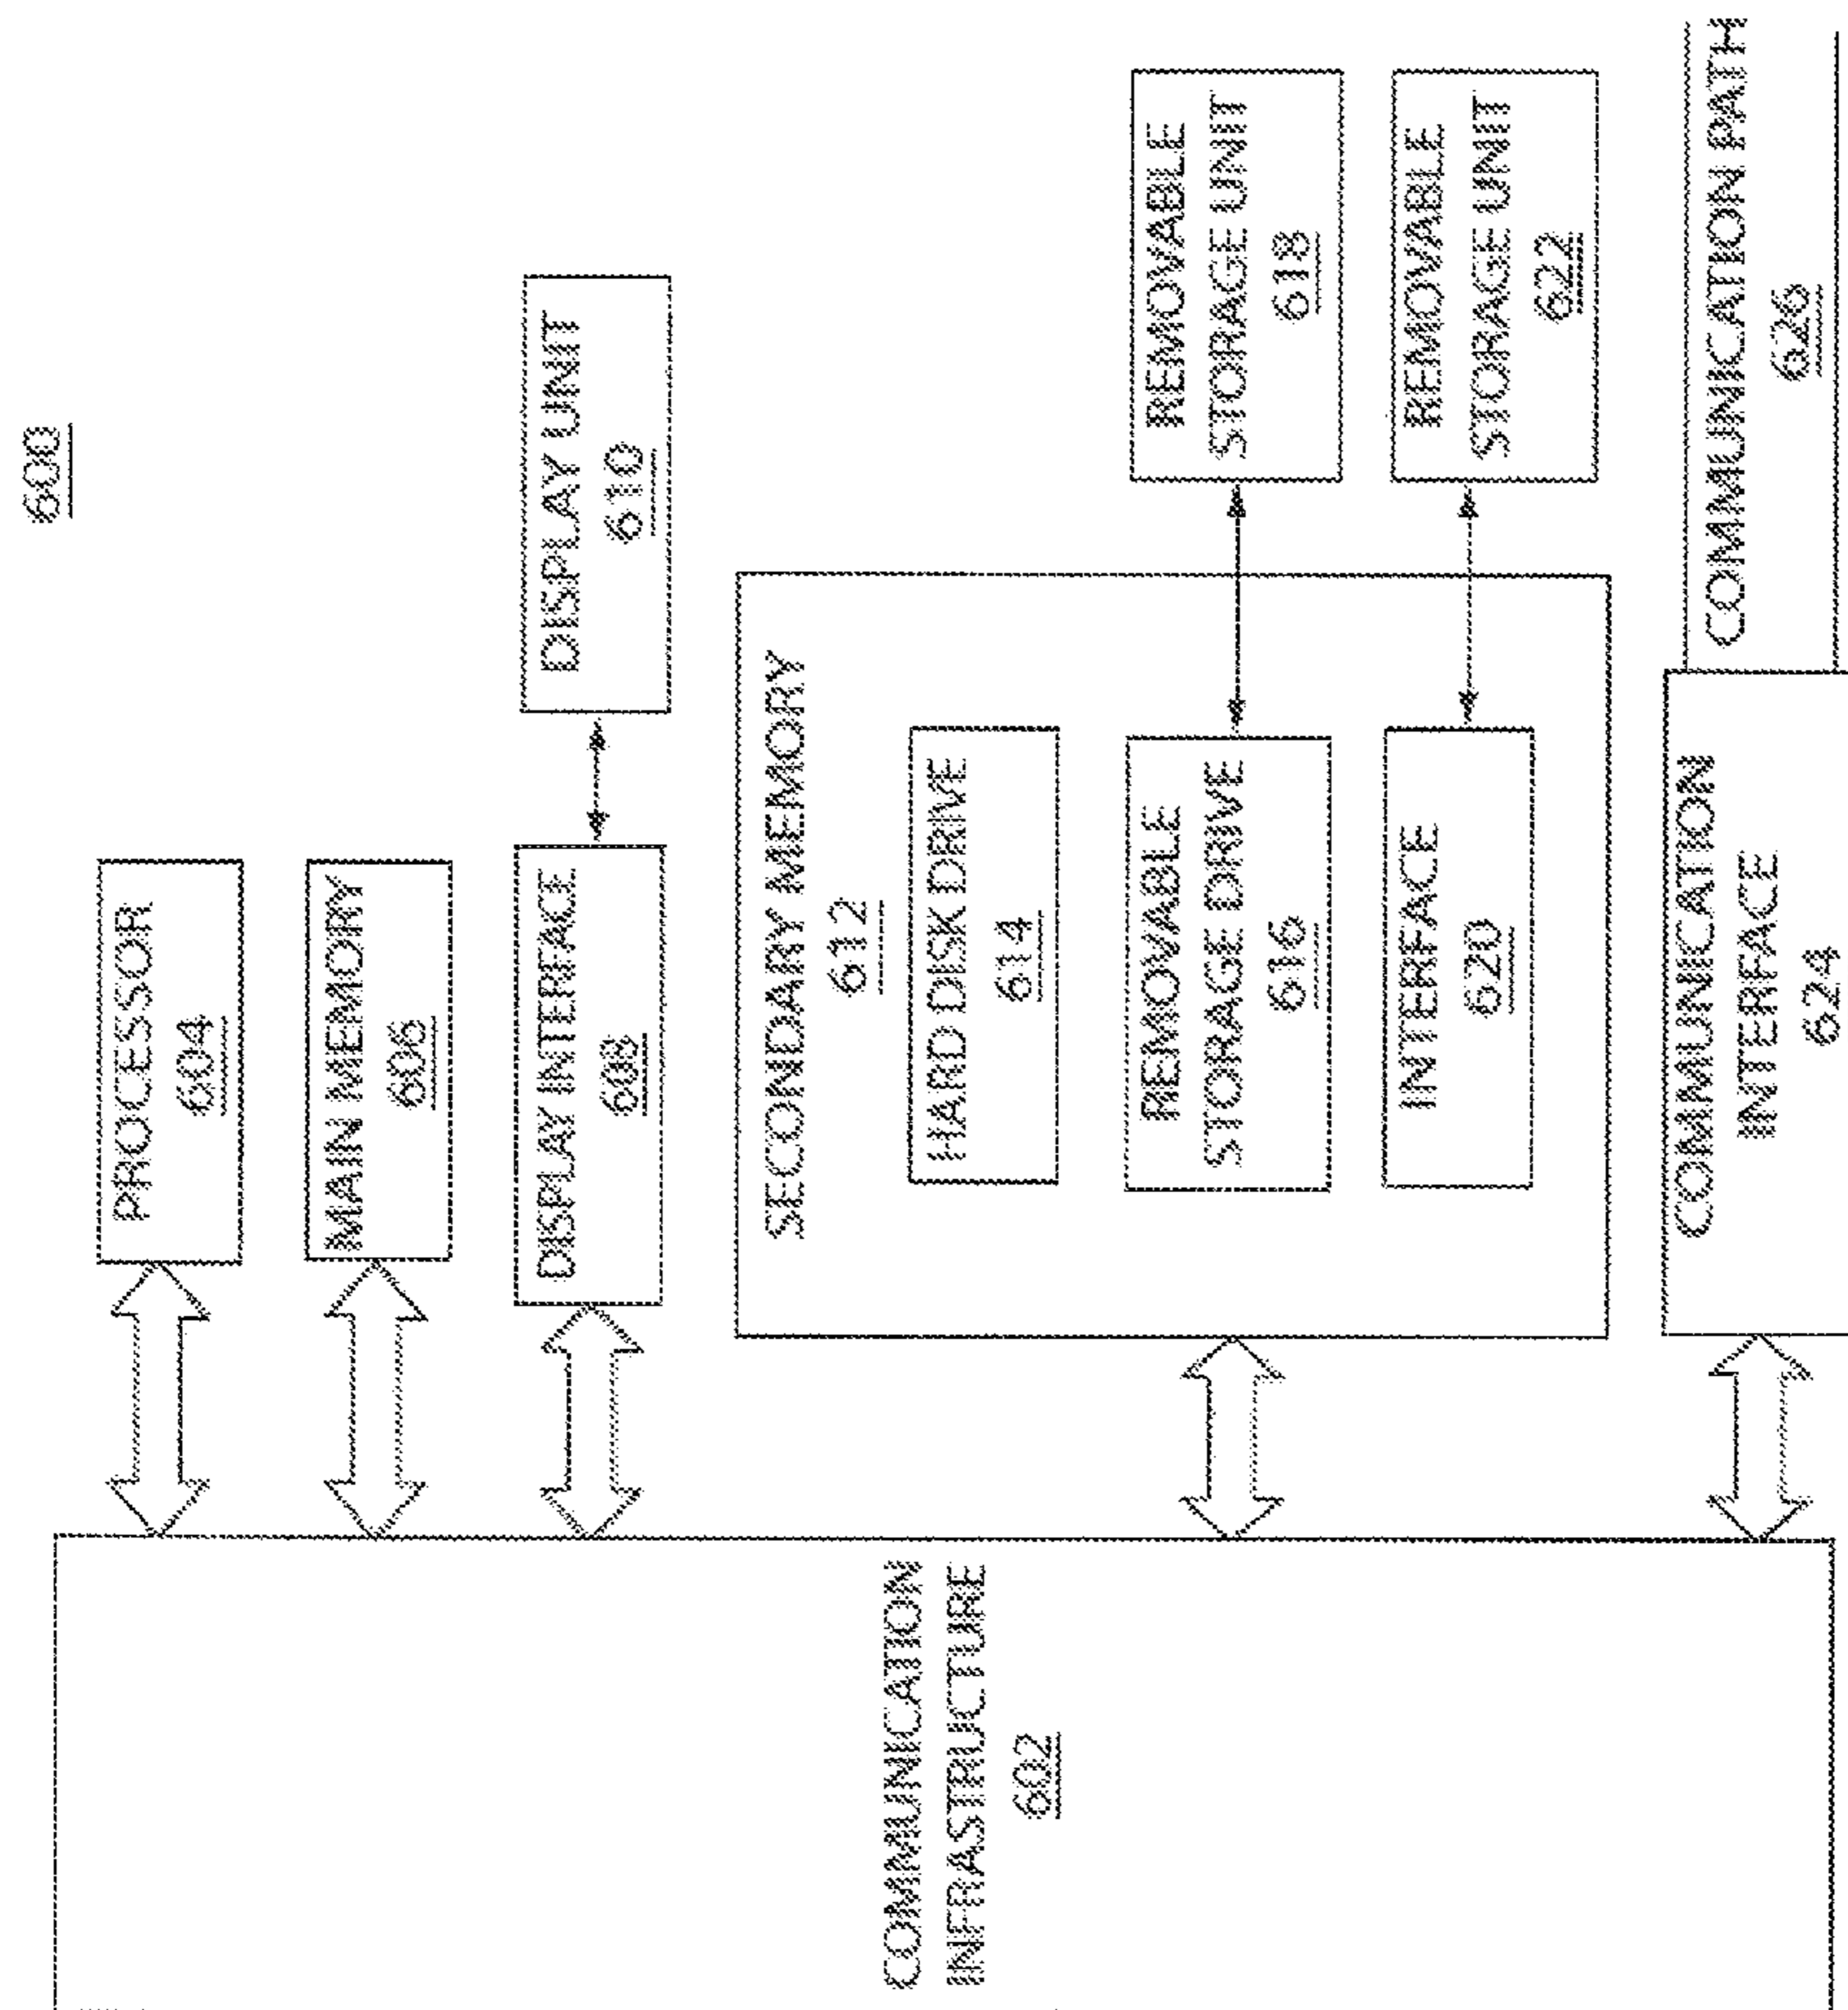 600
PROCESSOR
604
MAIN MEMORY
606
DISPLAY INTERFACE
608
DISPLAY UNIT
610
SECONDARY MEMORY
612
HARD DISK DRIVE
614
REMOVABLE
STORAGE DRIVE
616
REMOVABLE
STORAGE UNIT
618
INTERFACE
620
REMOVABLE
STORAGE UNIT
622
COMMUNICATION
INTERFACE
624
COMMUNICATION PATH
626
COMMUNICATION
INFRASTRUCTURE
602